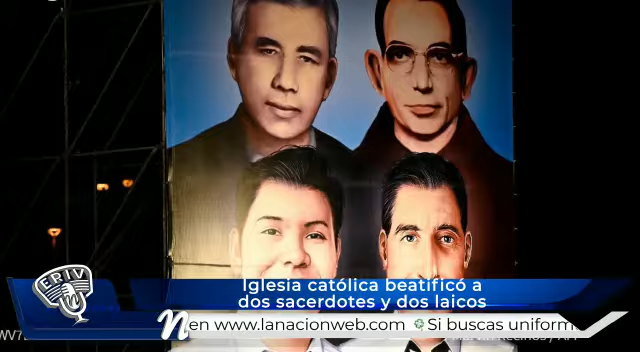 ERIV
Iglesia católica beatificó a
dos sacerdotes y dos laicos
en www.lanacionweb.com Si buscas uniform